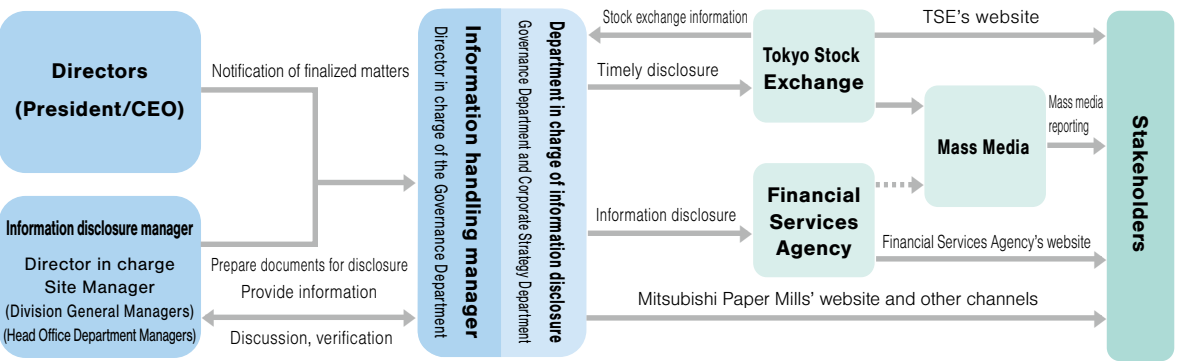 Directors
(President/CEO)
Notification of finalized matters
Information disclosure manager
Director in charge
Site Manager
(Division General Managers)
(Head Office Department Managers)
Prepare documents for disclosure
Provide information
Discussion, verification
Information handling manager
Director in charge of the Governance Department
Department in charge of information disclosure
Governance Department and Corporate Strategy Department
Stock exchange information
Timely disclosure
Information disclosure
Tokyo Stock
Exchange
TSE's website
Mass Media
Mass media
reporting
Financial
Services
Agency
Financial Services Agency's website
Mitsubishi Paper Mills' website and other channels
Stakeholders